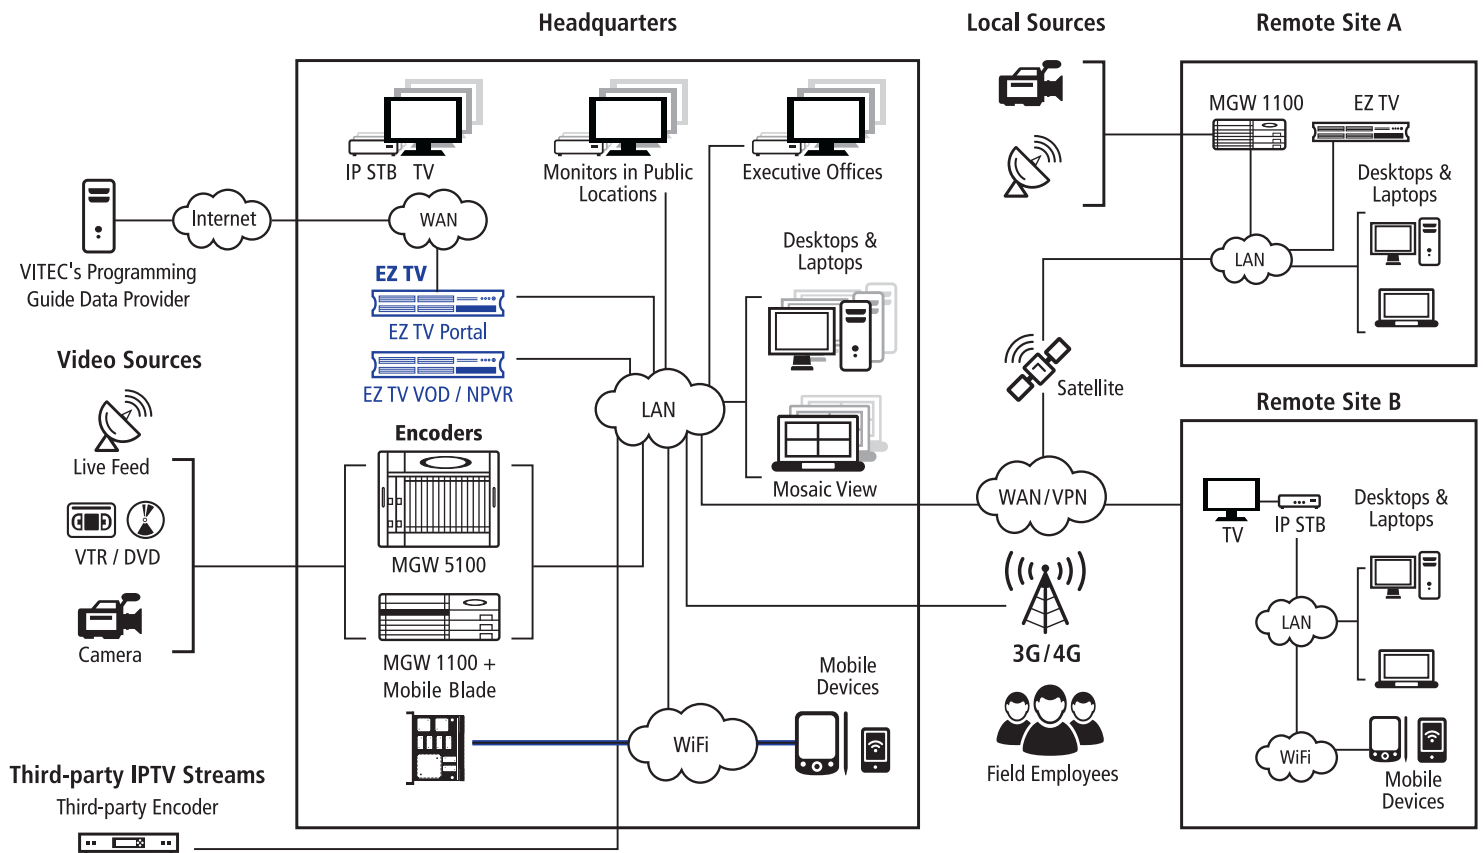 Headquarters
Local Sources
Remote Site A
IP STB TV
Monitors in Public
Locations
Executive Offices
MGW 1100
EZ TV
Desktops &
Laptops
LAN
Internet
WAN
VITEC's Programming
Guide Data Provider
EZ TV
EZ TV Portal
EZ TV VOD / NPVR
Desktops &
Laptops
LAN
Mosaic View
Satellite
Video Sources
Live Feed
VTR / DVD
Camera
Encoders
MGW 5100
MGW 1100 +
Mobile Blade
WAN/VPN
3G/4G
Field Employees
Mobile
Devices
WiFi
Remote Site B
TV
IP STB
Desktops &
Laptops
LAN
WiFi
Mobile
Devices
Third-party IPTV Streams
Third-party Encoder